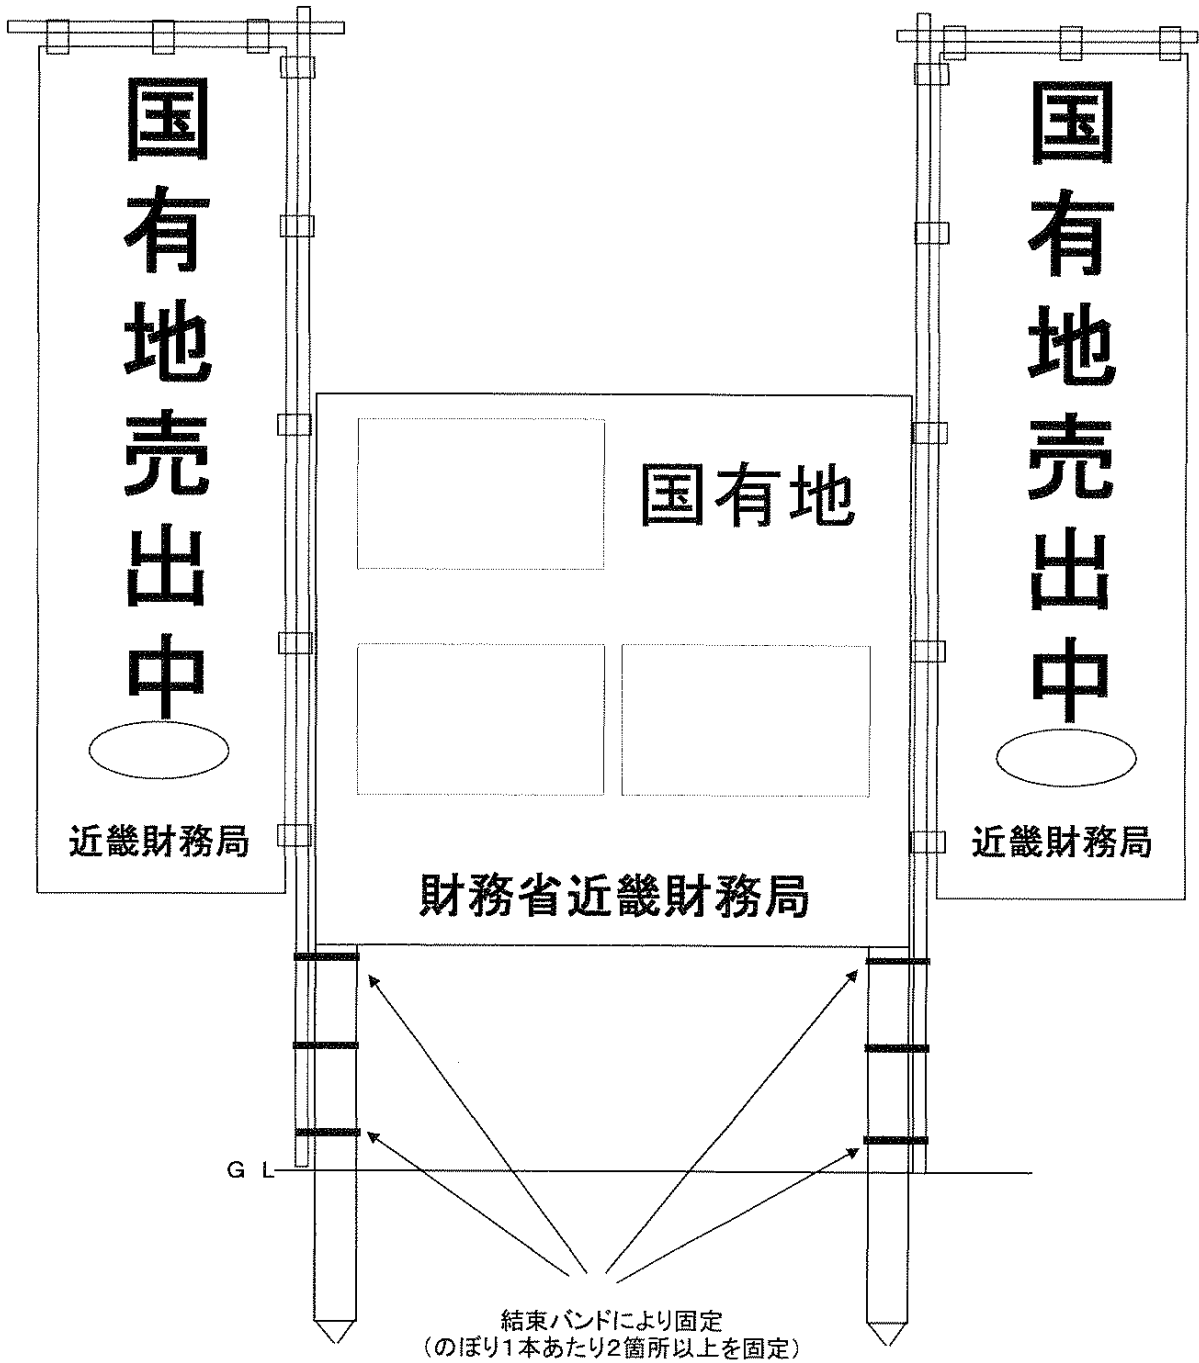 国有地売出中
近畿財務局
国有地
財務省近畿財務局
国有地売出中
近畿財務局
GL
結束バンドにより固定
(のぼり1本あたり2箇所以上を固定)